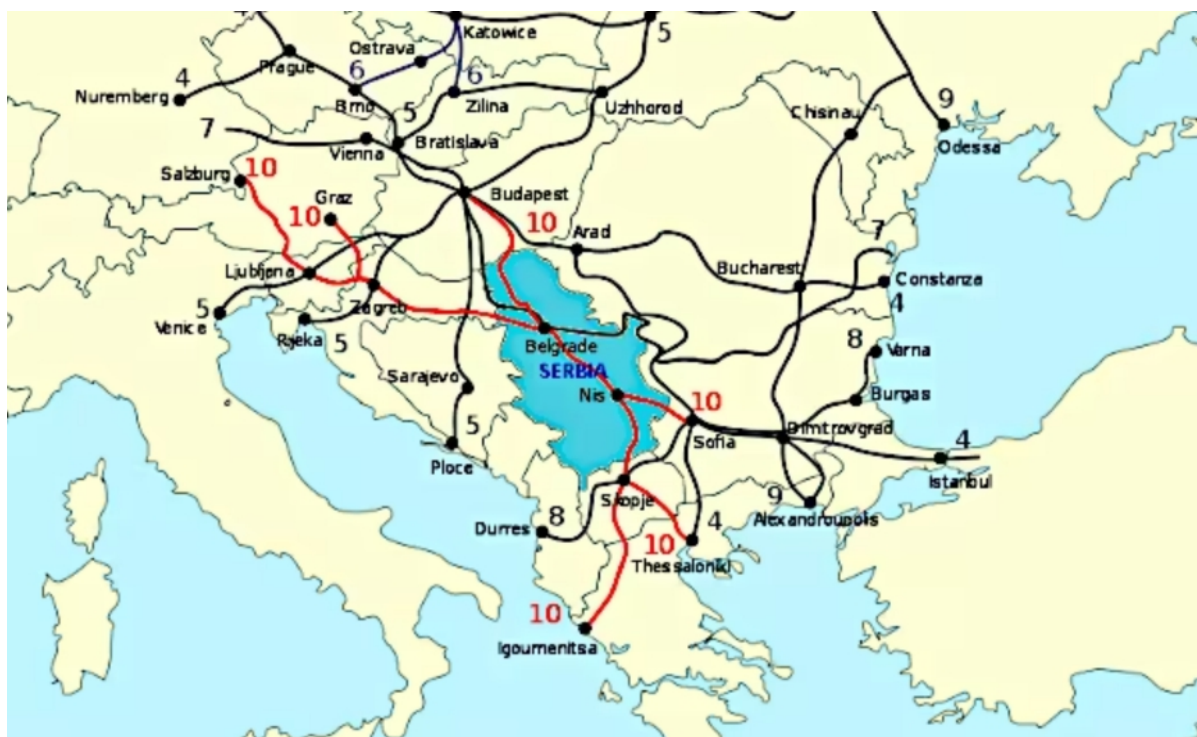 4
Katowice
5
Ostrava
Prague
6
6
4
Nuremberg
Brno
Zilina
Uzhhorod
Chisinau
9
5
7
Bratislava
Vienna
Odessa
Salzburg
10
Graz
Budapest
10
10
Arad
7
Ljubljena
Bucharest
Constanza
5
Zagreb
4
Venice
Rjeka
5
Belgrade
8
Varna
SERBIA
Sarajevo
Nis
10
Burgas
5
Sofia
Dimitrovgrad
4
Ploce
Istanbul
Skopje
9
Durres
8
4
Alexandroupolis
10
Thessaloniki
10
Igoumenitsa